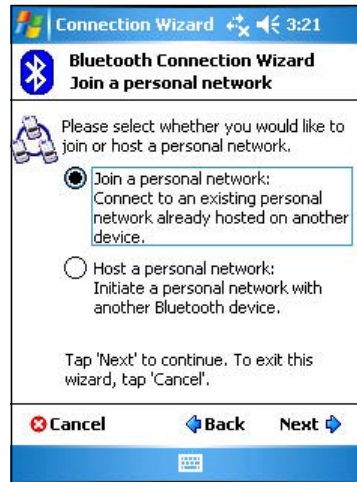 Connection Wizard 3:21
Bluetooth Connection Wizard
Join a personal network
Please select whether you would like to
join or host a personal network.
Join a personal network:
Connect to an existing personal
network already hosted on another
device.
Host a personal network:
Initiate a personal network with
another Bluetooth device.
Tap 'Next' to continue. To exit this
wizard, tap 'Cancel'.
Cancel Back Next